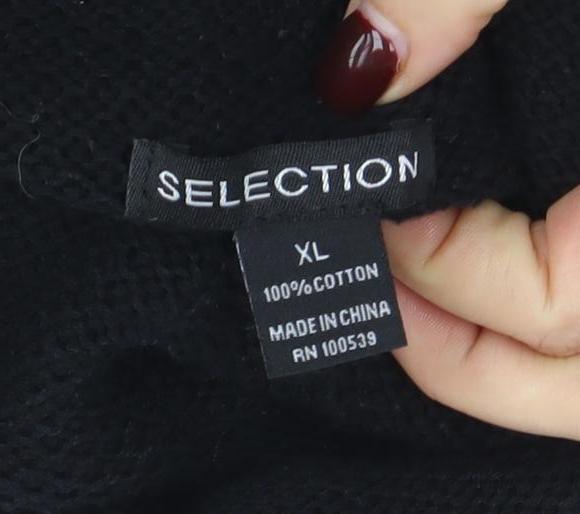 SELECTION
XL
100% COTTON
MADE IN CHINA
RN 100539